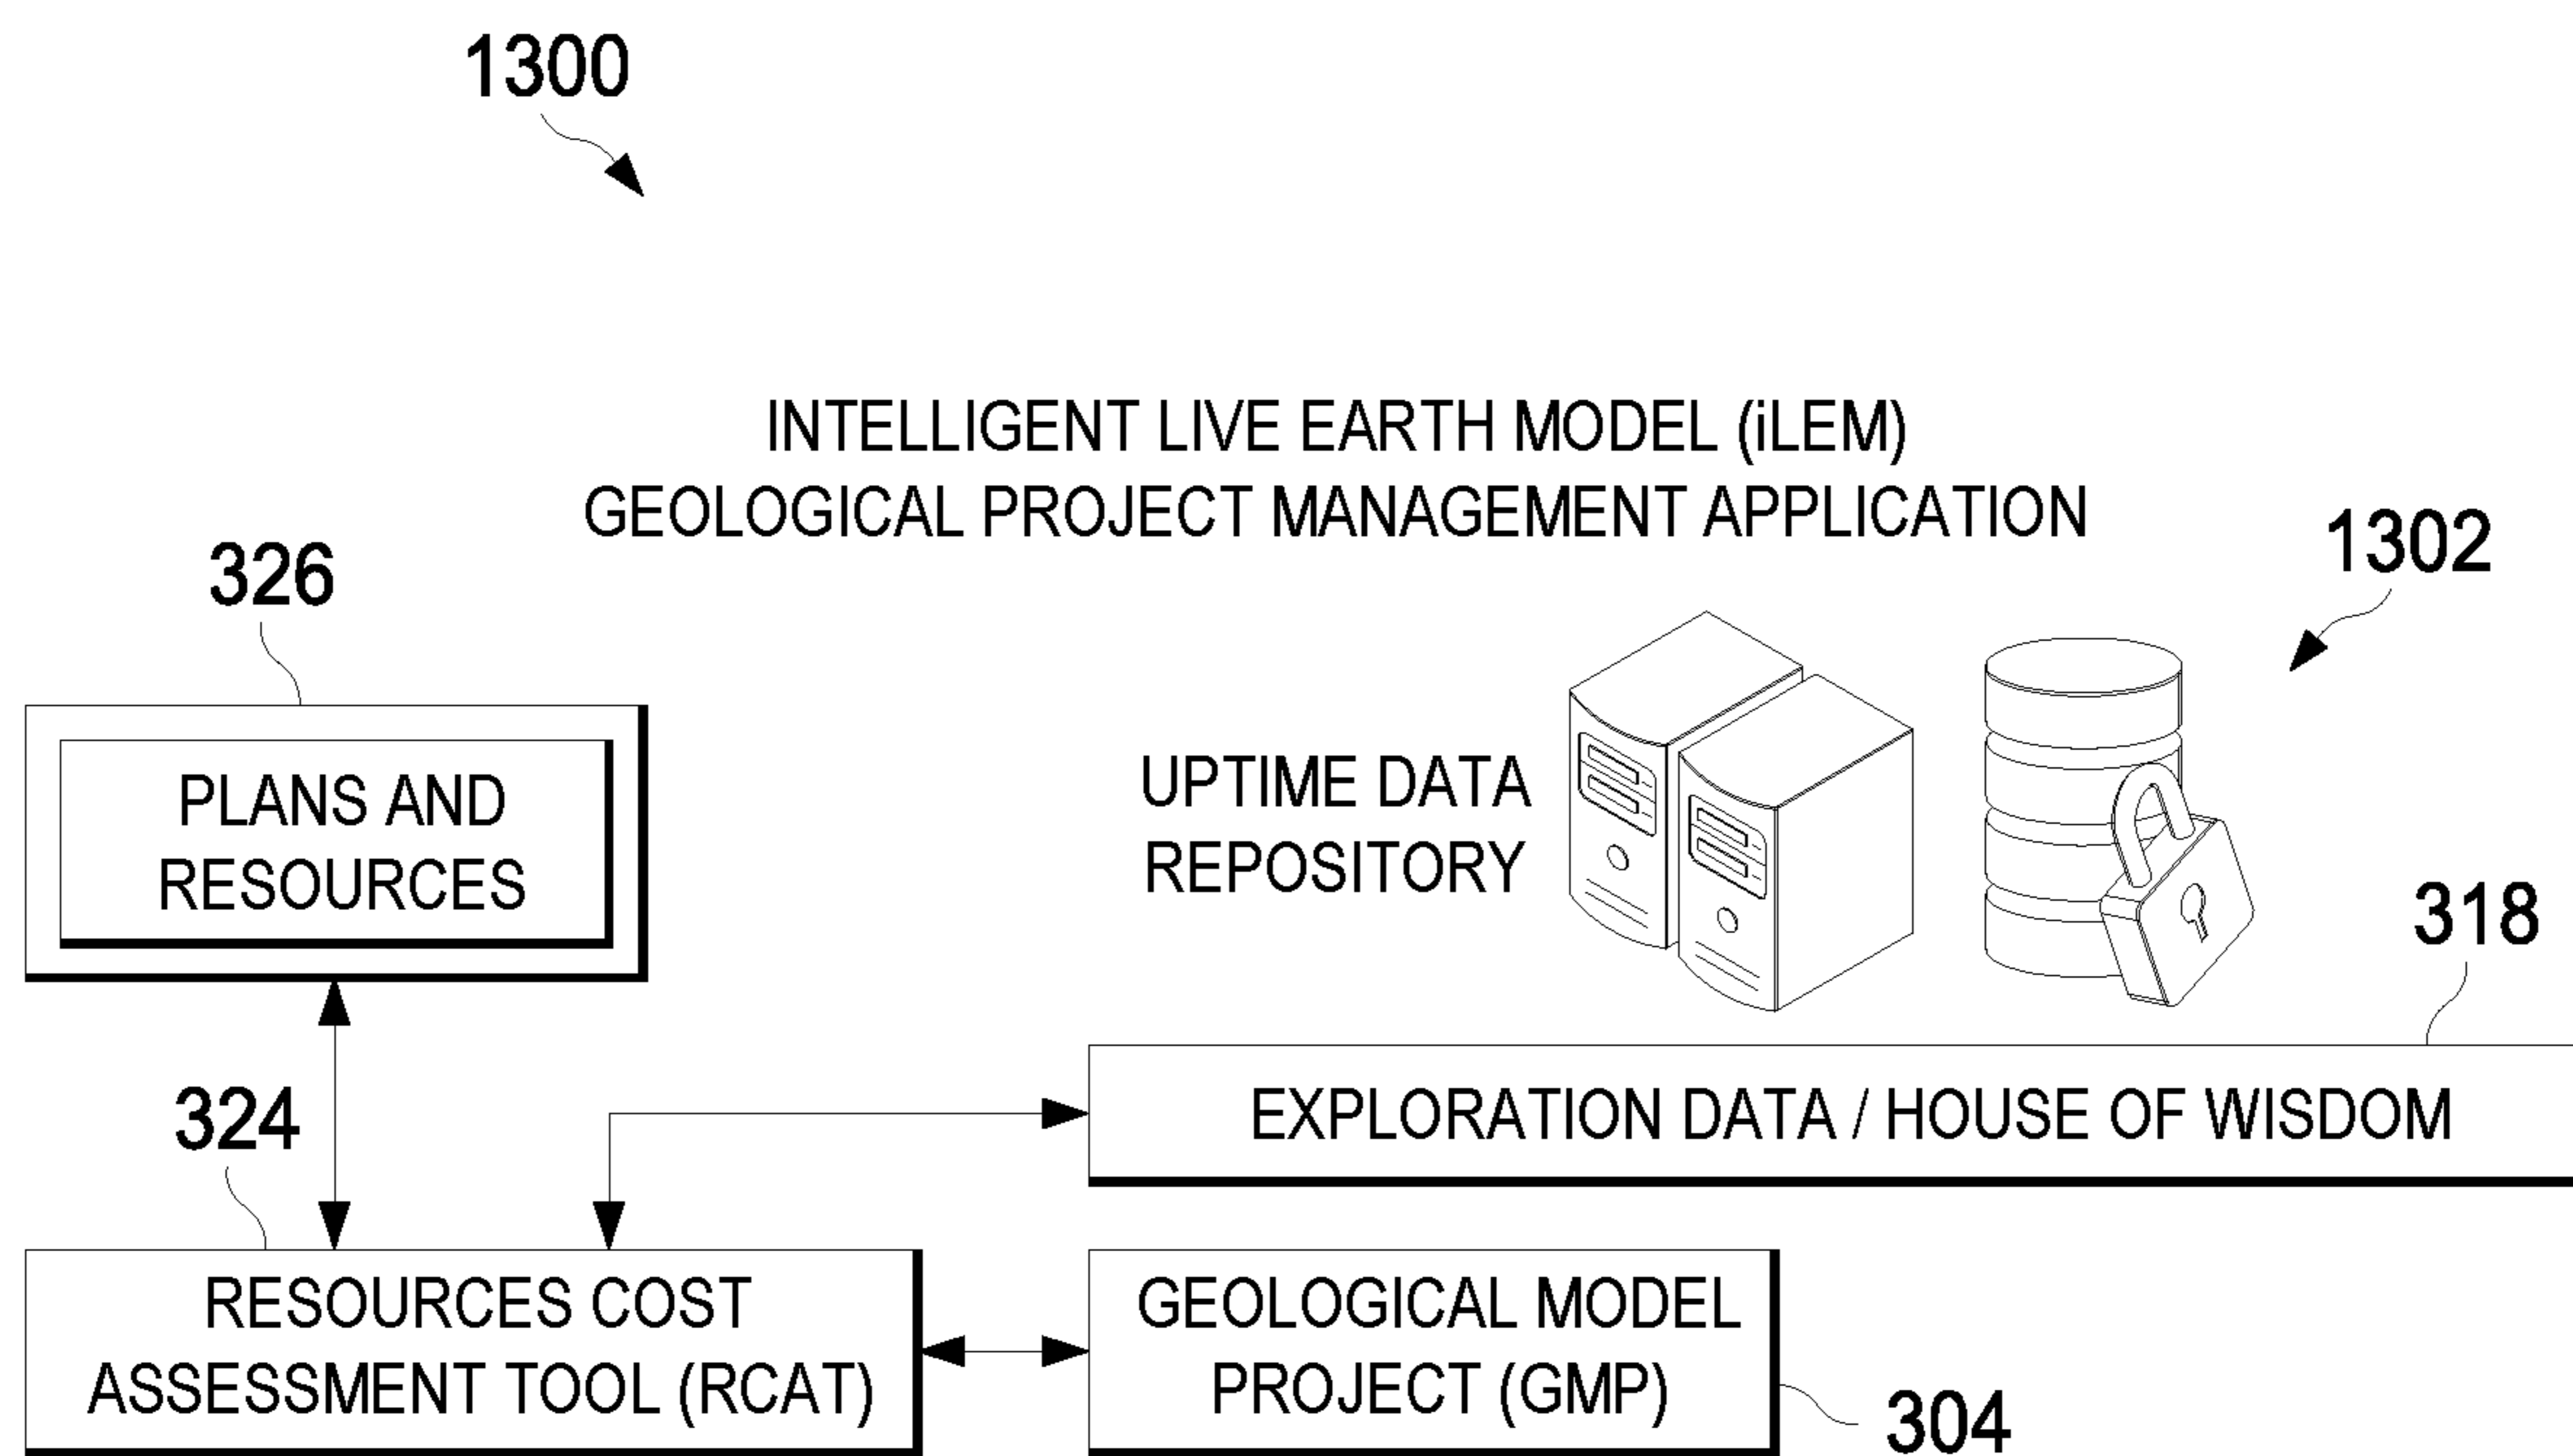 1300
INTELLIGENT LIVE EARTH MODEL (iLEM)
GEOLOGICAL PROJECT MANAGEMENT APPLICATION
326
1302
PLANS AND
RESOURCES
UPTIME DATA
REPOSITORY
318
324
EXPLORATION DATA / HOUSE OF WISDOM
RESOURCES COST
ASSESSMENT TOOL (RCAT)
GEOLOGICAL MODEL
PROJECT (GMP)
304